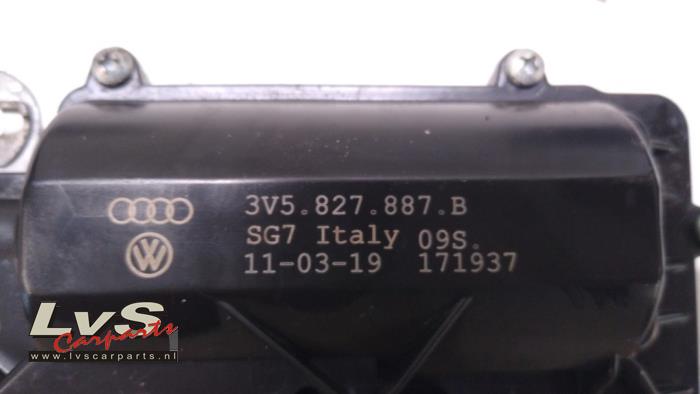 3V5.827.887.B
SG7 Italy 09S.
11-03-19 171937
LvS
Carparts
www.lvscarparts.nl